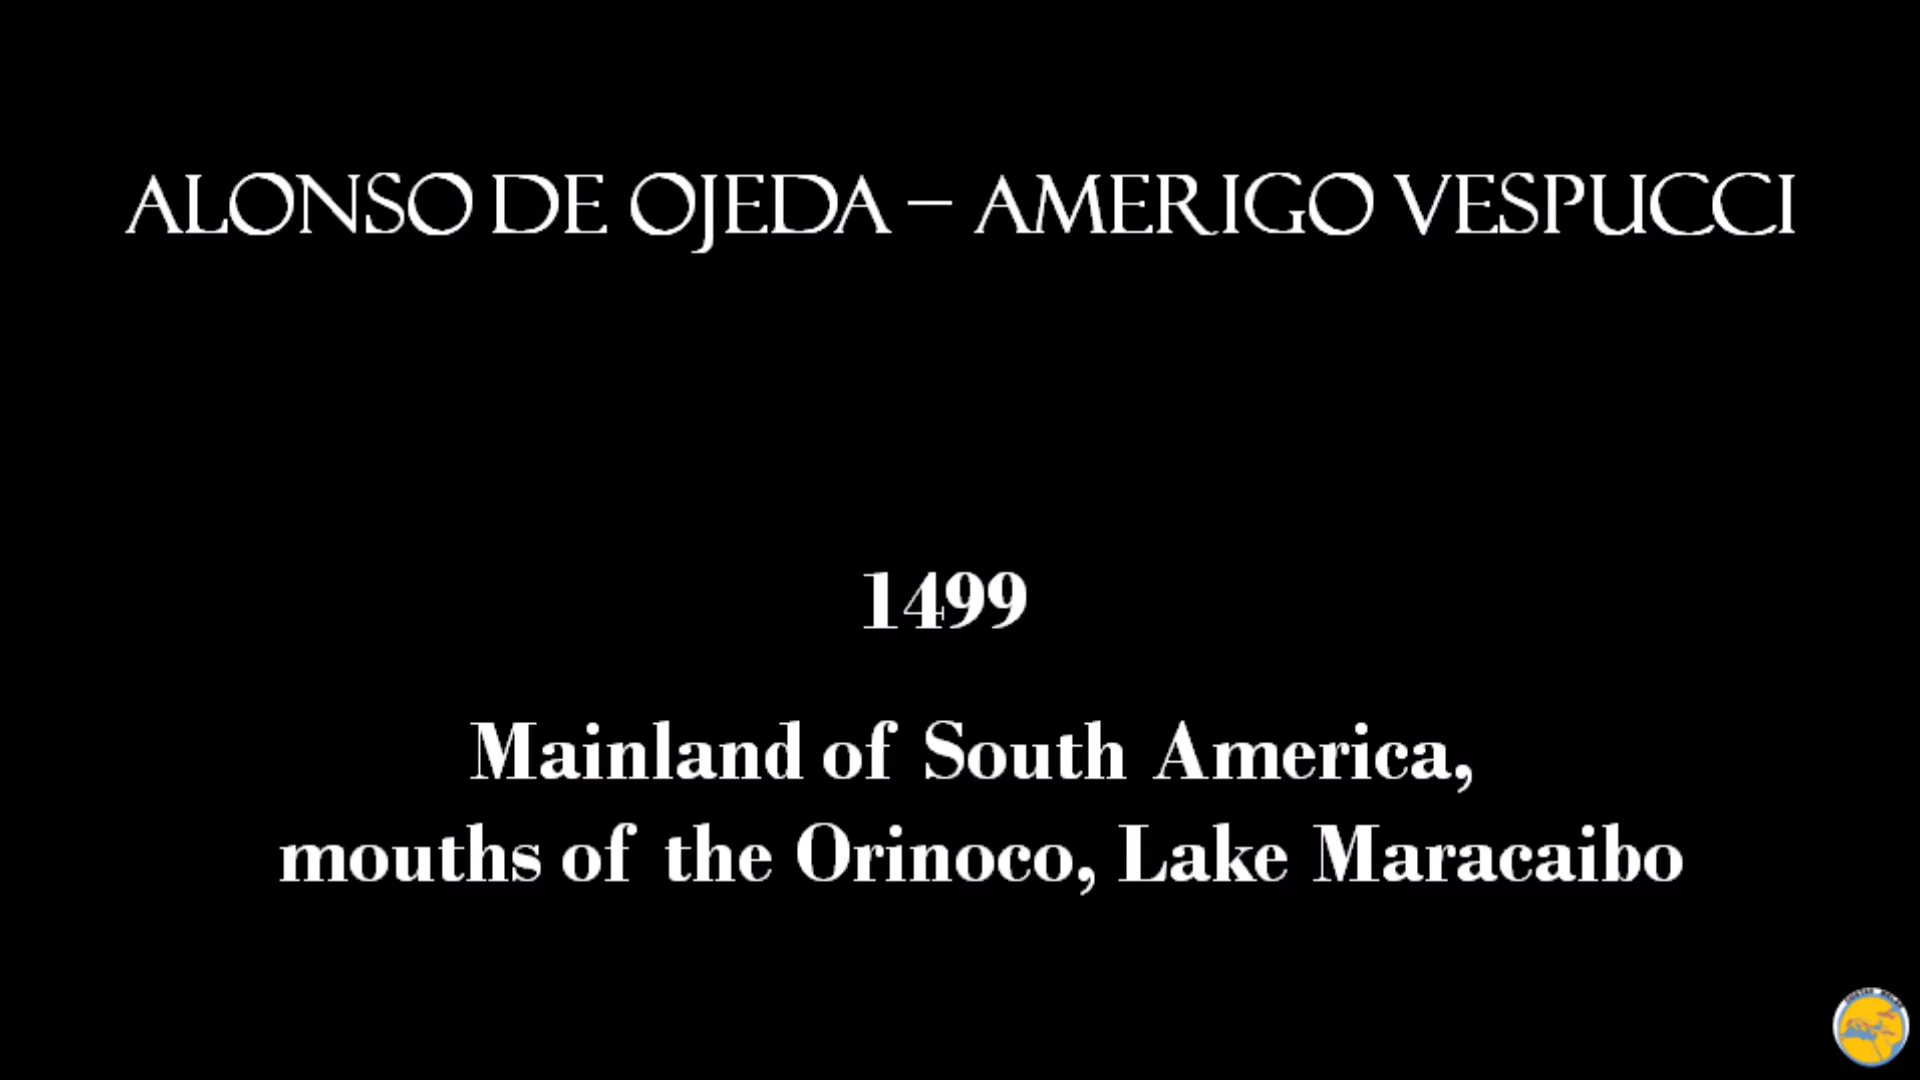 ALONSO DE OJEDA – AMERIGO VESPUCCI
1499
Mainland of South America,
mouths of the Orinoco, Lake Maracaibo